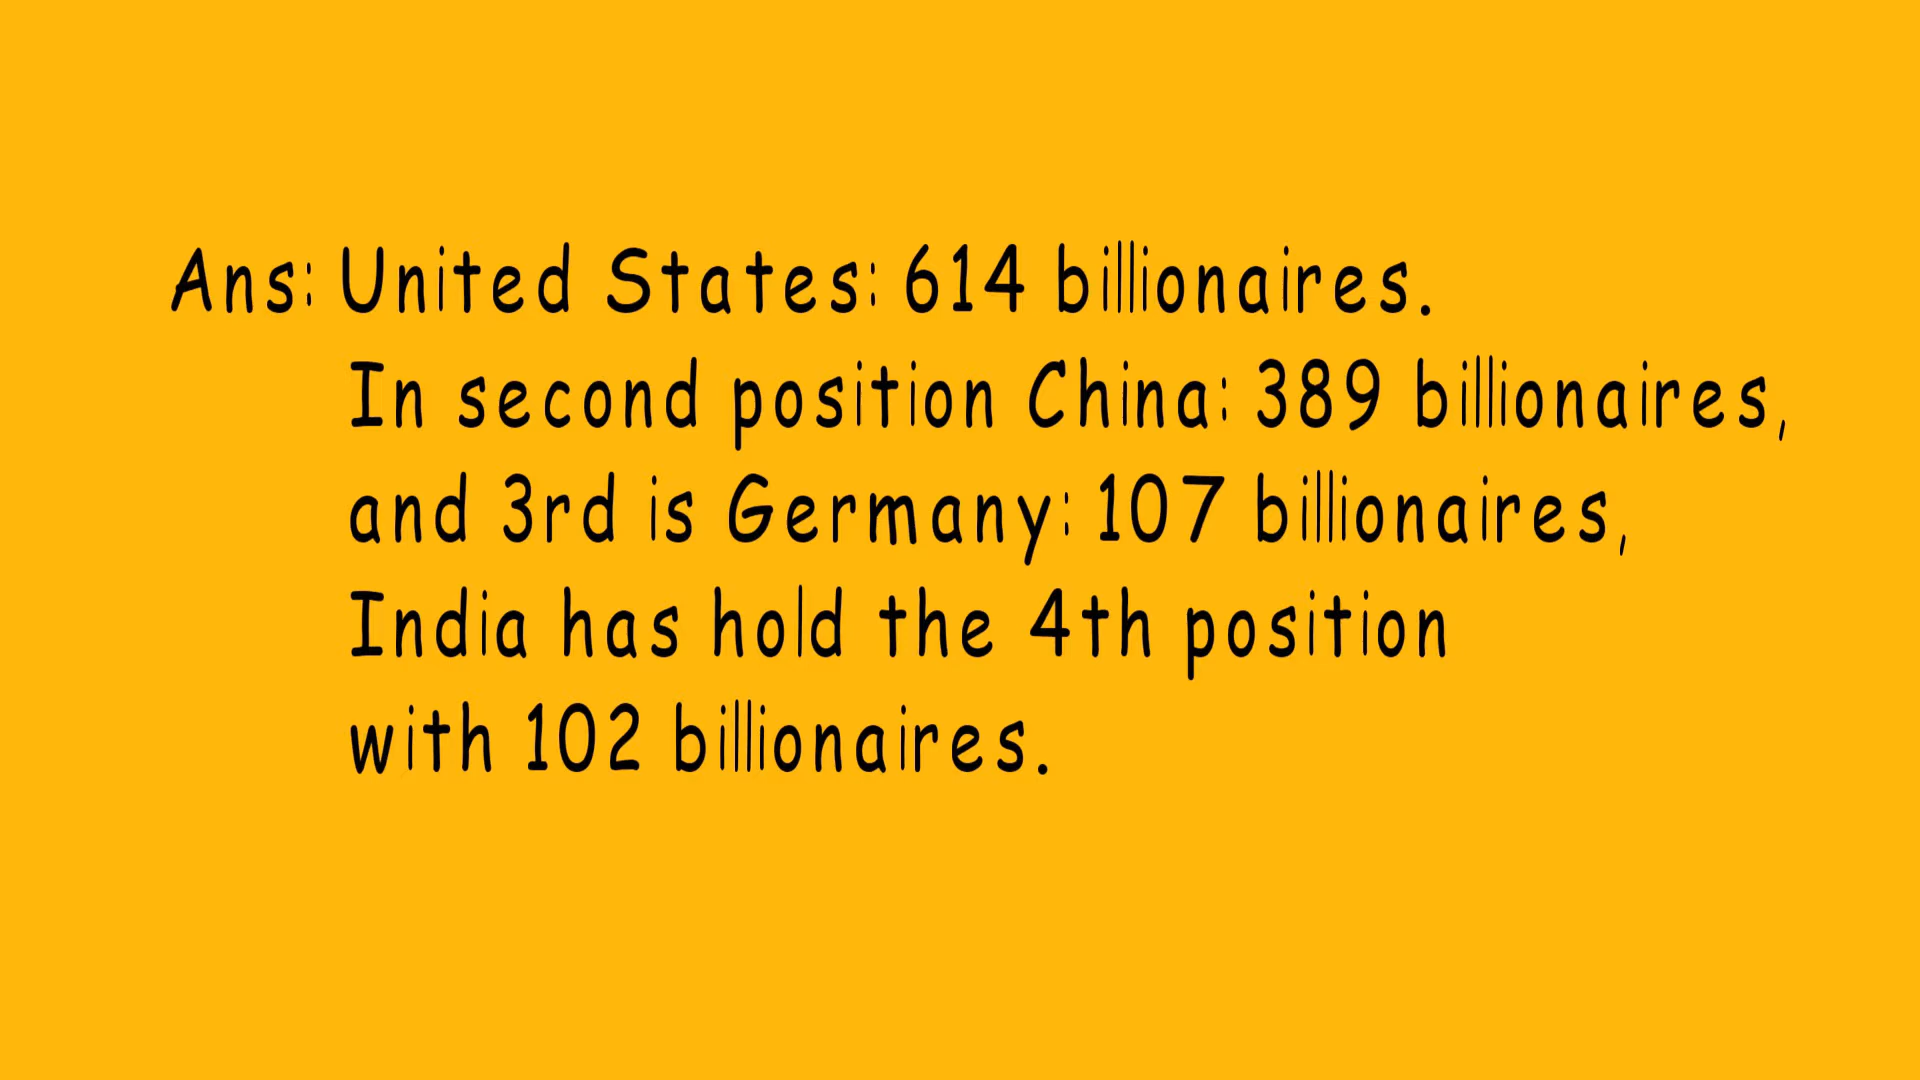 Ans: United States: 614 billionaires.
In second position China: 389 billionaires,
and 3rd is Germany: 107 billionaires,
India has hold the 4th position
with 102 billionaires.